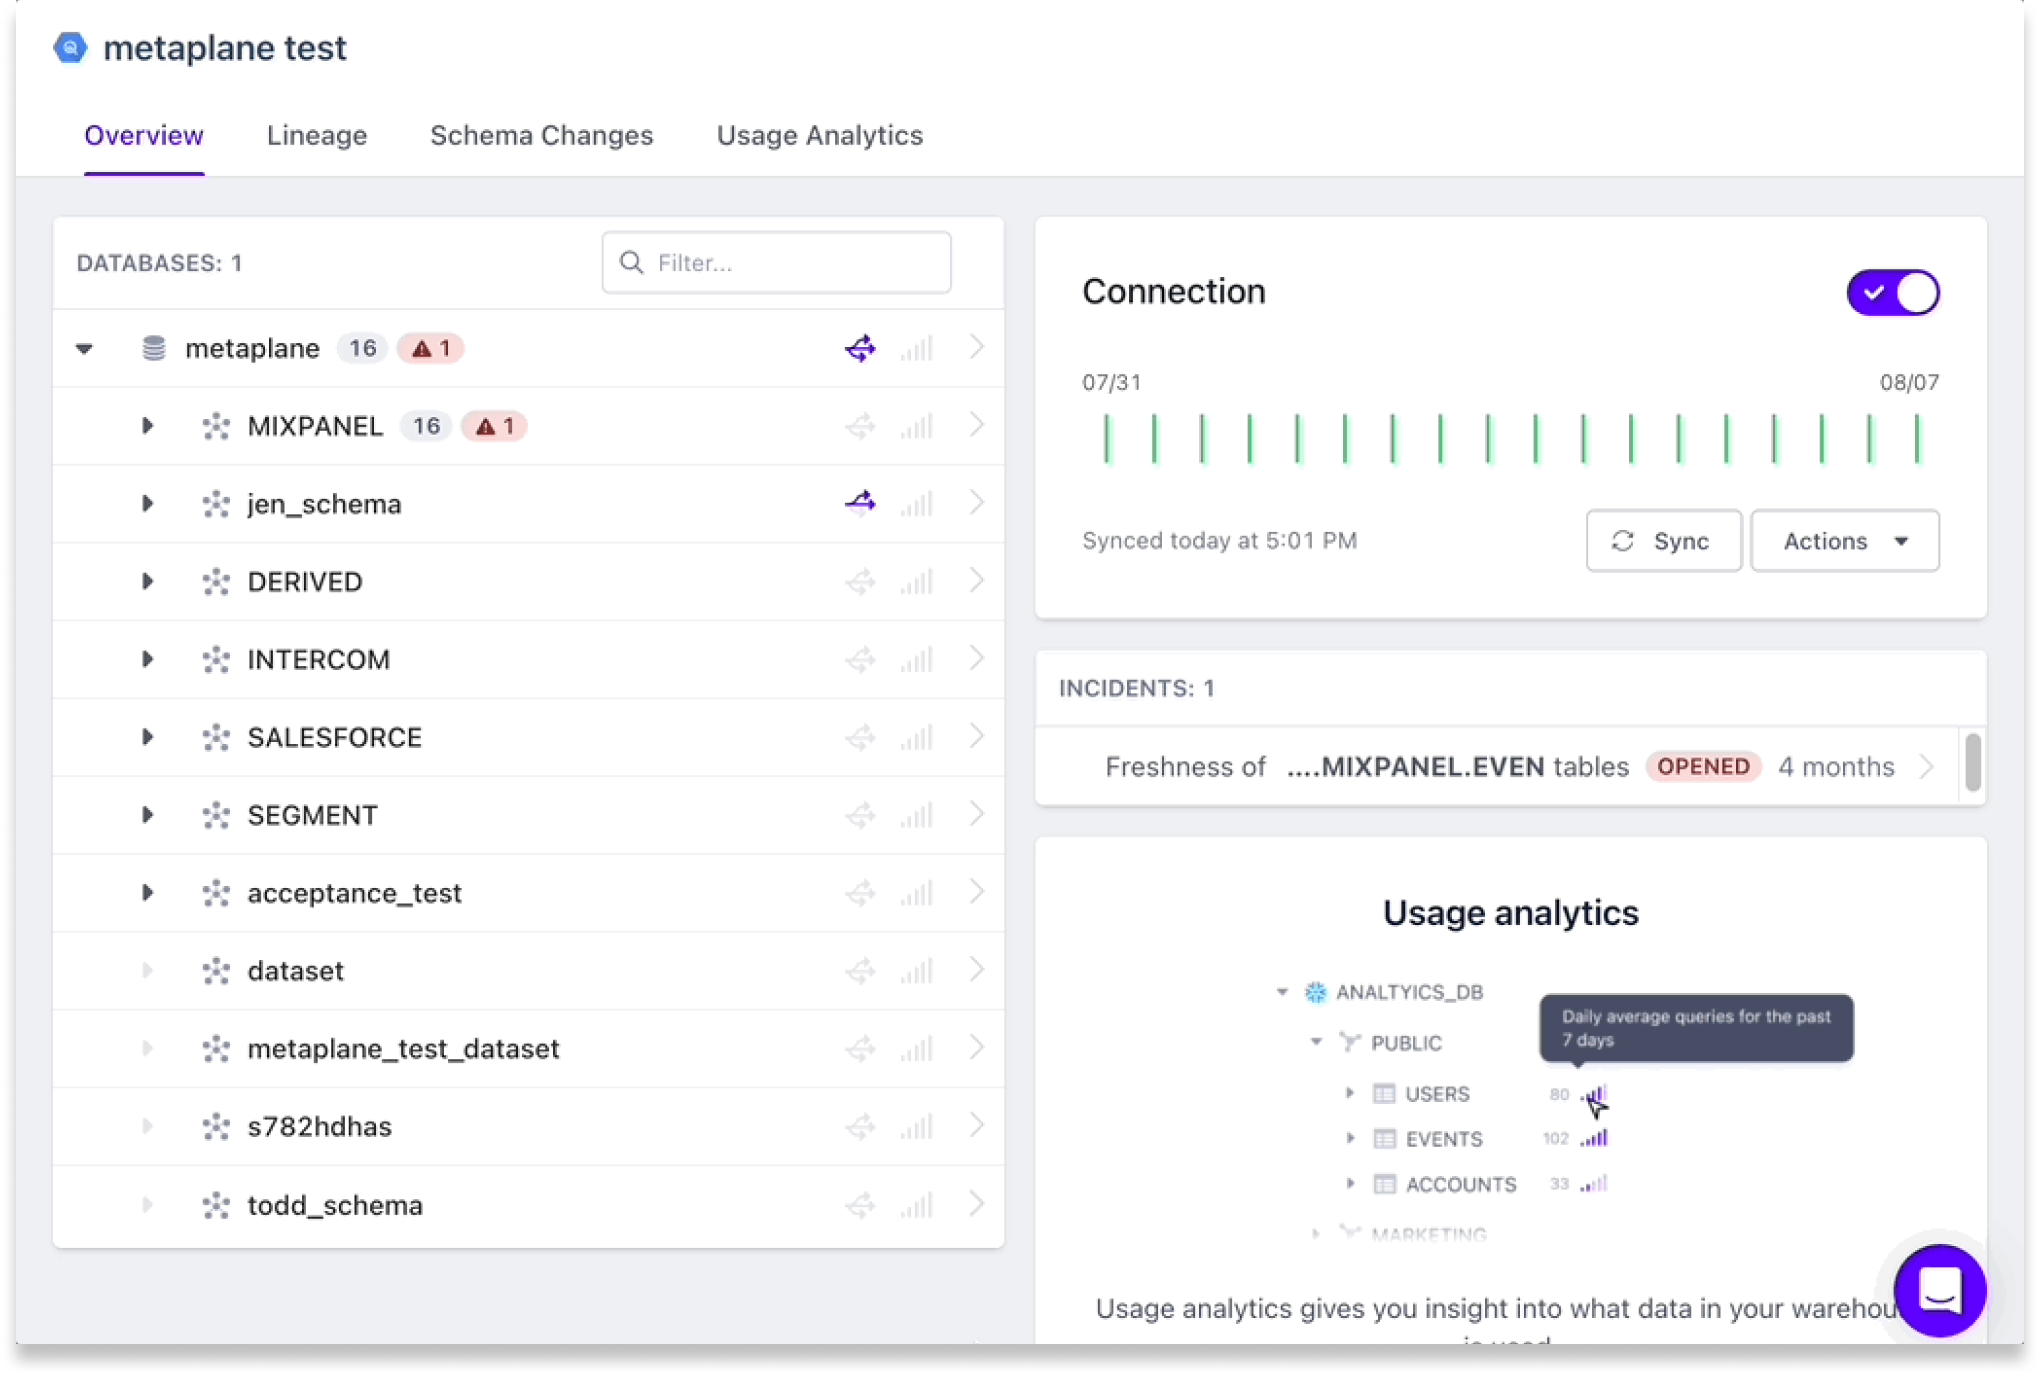 metaplane test
Overview Lineage Schema Changes Usage Analytics
DATABASES: 1 Filter...
metaplane 16 1
MIXPANEL 16 1
jen_schema
DERIVED
INTERCOM
SALESFORCE
SEGMENT
acceptance_test
dataset
metaplane_test_dataset
s782hdhas
todd_schema
Connection
07/31 08/07
Synced today at 5:01 PM Sync Actions
INCIDENTS: 1
Freshness of ....MIXPANEL.EVEN tables OPENED 4 months
Usage analytics
ANALTYICS_DB
Daily average queries for the past
7 days
PUBLIC
USERS 80
EVENTS 102
ACCOUNTS 33
MARKETING
Usage analytics gives you insight into what data in your warehou
is used